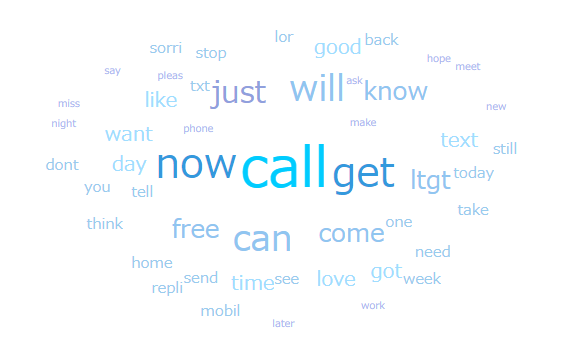 lor
sorri stop good back
hope
say pleas ask meet
like txt just will know
miss new
night phone make
want text still
now call get
dont day ltgt today
you tell
take
think free can come one
need
home send time see love got week
repli
mobil work
later